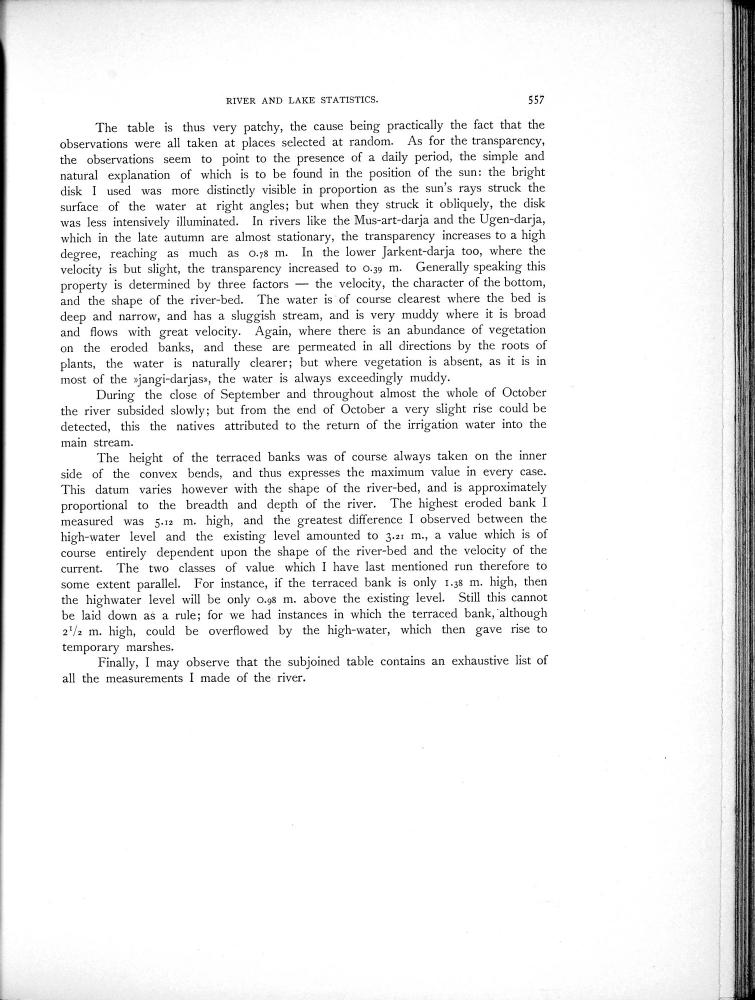 RIVER AND LAKE STATISTICS. 557
The table is thus very patchy, the cause being practically the fact that the
observations were all taken at places selected at random. As for the transparency,
the observations seem to point to the presence of a daily period, the simple and
natural explanation of which is to be found in the position of the sun: the bright
disk I used was more distinctly visible in proportion as the sun's rays struck the
surface of the water at right angles; but when they struck it obliquely, the disk
was less intensively illuminated. In rivers like the Mus-art-darja and the Ugen-darja,
which in the late autumn are almost stationary, the transparency increases to a high
degree, reaching as much as 0.78 m. In the lower Jarkent-darja too, where the
velocity is but slight, the transparency increased to 0.39 m. Generally speaking this
property is determined by three factors — the velocity, the character of the bottom,
and the shape of the river-bed. The water is of course clearest where the bed is
deep and narrow, and has a sluggish stream, and is very muddy where it is broad
and flows with great velocity. Again, where there is an abundance of vegetation
on the eroded banks, and these are permeated in all directions by the roots of
plants, the water is naturally clearer; but where vegetation is absent, as it is in
most of the »jangi-darjas», the water is always exceedingly muddy.
During the close of September and throughout almost the whole of October
the river subsided slowly; but from the end of October a very slight rise could be
detected, this the natives attributed to the return of the irrigation water into the
main stream.
The height of the terraced banks was of course always taken on the inner
side of the convex bends, and thus expresses the maximum value in every case.
This datum varies however with the shape of the river-bed, and is approximately
proportional to the breadth and depth of the river. The highest eroded bank I
measured was 5.12 m. high, and the greatest difference I observed between the
high-water level and the existing level amounted to 3.21 m., a value which is of
course entirely dependent upon the shape of the river-bed and the velocity of the
current. The two classes of value which I have last mentioned run therefore to
some extent parallel. For instance, if the terraced bank is only 1.38 m. high, then
the highwater level will be only 0.98 m. above the existing level. Still this cannot
be laid down as a rule; for we had instances in which the terraced bank, although
2¹/2 m. high, could be overflowed by the high-water, which then gave rise to
temporary marshes.
Finally, I may observe that the subjoined table contains an exhaustive list of
all the measurements I made of the river.